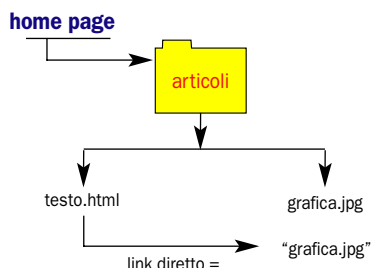 home page
articoli
testo.html
grafica.jpg
"grafica.jpg"
link diretto =